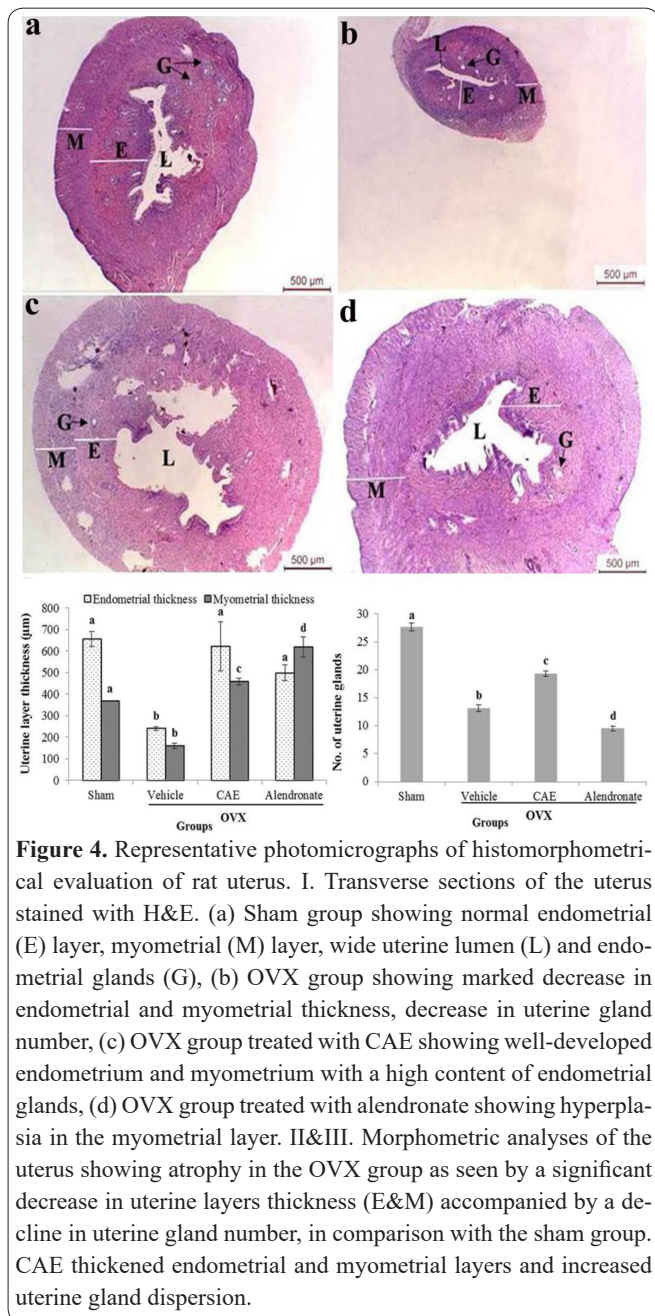 a
G
E
M
L
500 µm
b
L
G
E
M
500 µm
c
G
E
M
L
500 µm
d
E
L
G
M
500 µm
Endometrial thickness Myometrial thickness
Uterine layer thickness (µm)
800
700
600
500
400
300
200
100
0
a a b b a c a d
Sham Vehicle CAE Alendronate
OVX
Groups
No. of uterine glands
30
25
20
15
10
5
0
a b c d
Sham Vehicle CAE Alendronate
OVX
Groups
Figure 4. Representative photomicrographs of histomorphometri-
cal evaluation of rat uterus. I. Transverse sections of the uterus
stained with H&E. (a) Sham group showing normal endometrial
(E) layer, myometrial (M) layer, wide uterine lumen (L) and endo-
metrial glands (G), (b) OVX group showing marked decrease in
endometrial and myometrial thickness, decrease in uterine gland
number, (c) OVX group treated with CAE showing well-developed
endometrium and myometrium with a high content of endometrial
glands, (d) OVX group treated with alendronate showing hyperpla-
sia in the myometrial layer. II&III. Morphometric analyses of the
uterus showing atrophy in the OVX group as seen by a significant
decrease in uterine layers thickness (E&M) accompanied by a de-
cline in uterine gland number, in comparison with the sham group.
CAE thickened endometrial and myometrial layers and increased
uterine gland dispersion.